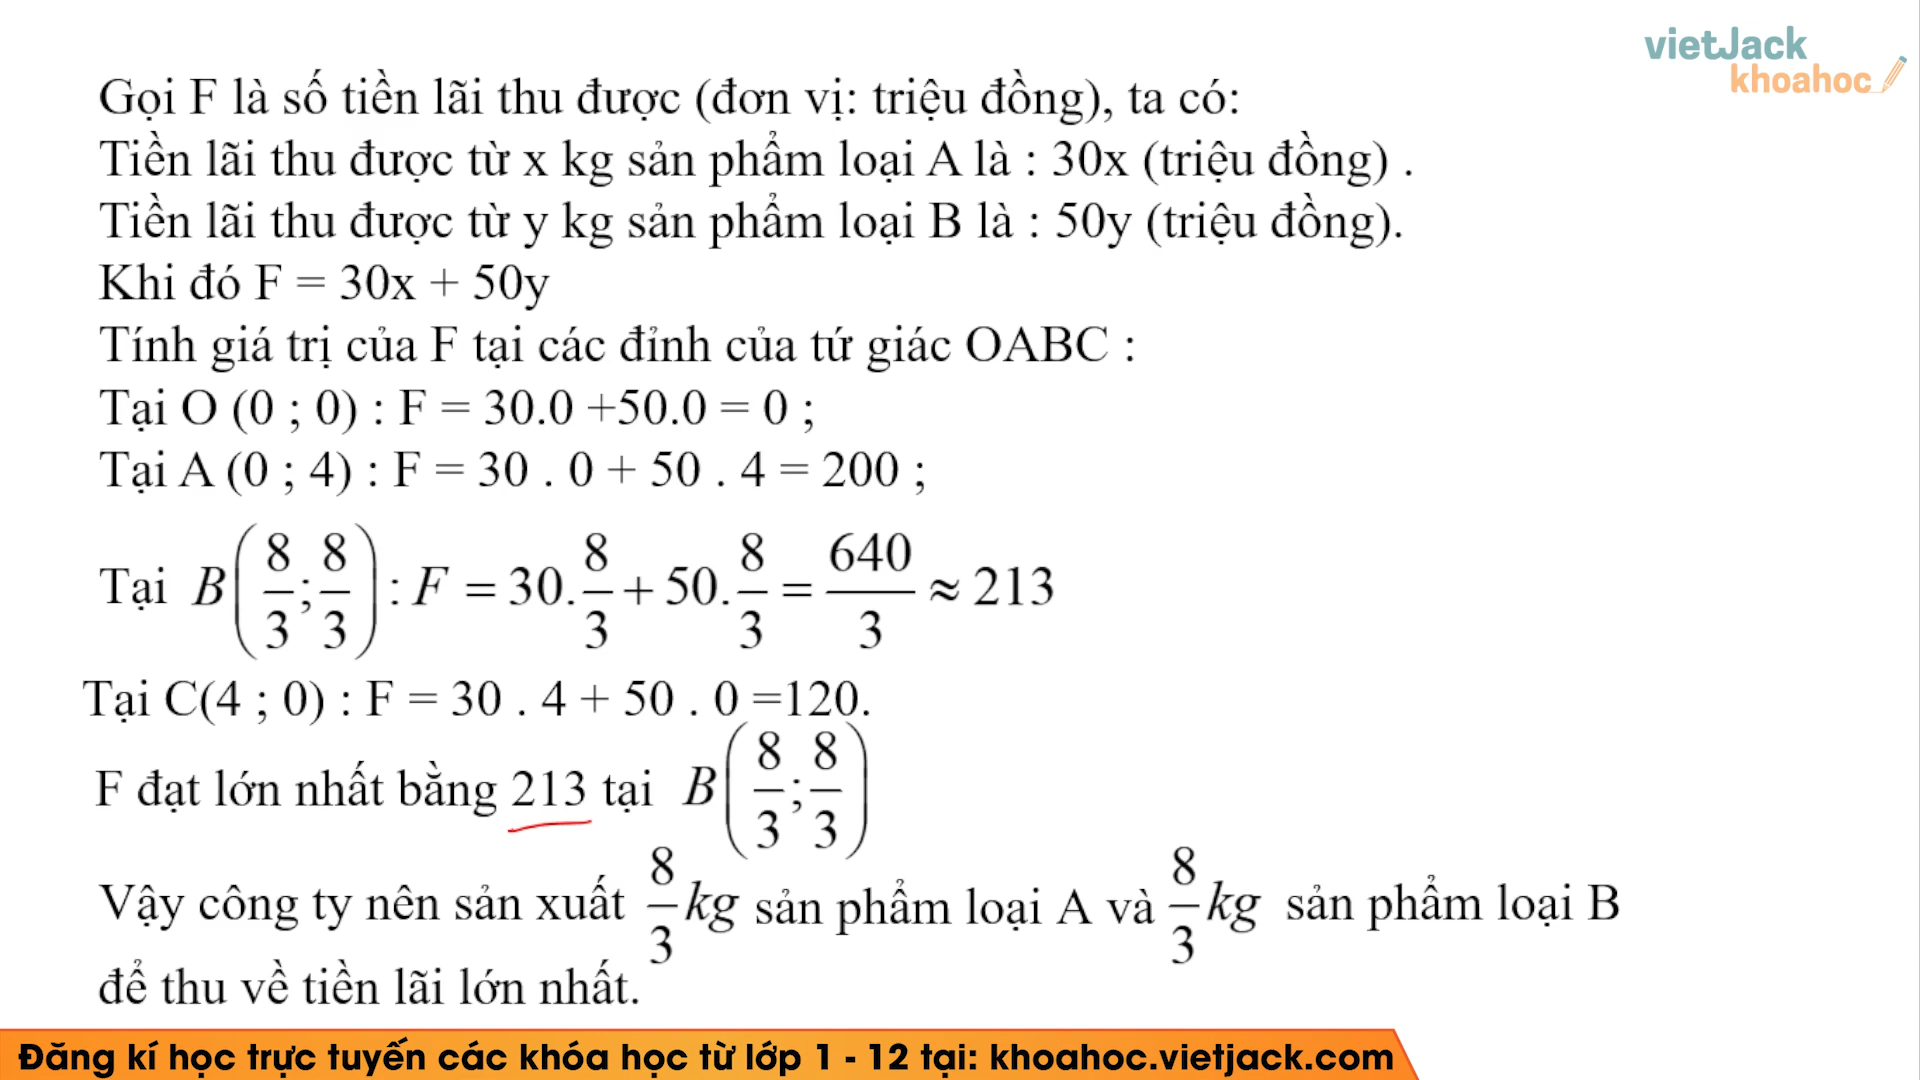 vietJack
khoahoc
Gọi F là số tiền lãi thu được (đơn vị: triệu đồng), ta có:
Tiền lãi thu được từ x kg sản phẩm loại A là : 30x (triệu đồng) .
Tiền lãi thu được từ y kg sản phẩm loại B là : 50y (triệu đồng).
Khi đó F = 30x + 50y
Tính giá trị của F tại các đỉnh của tứ giác OABC :
Tại O (0 ; 0) : F = 30.0 +50.0 = 0 ;
Tại A (0 ; 4) : F = 30 . 0 + 50 . 4 = 200 ;
Tại B(8/3;8/3) : F = 30.8/3 + 50.8/3 = 640/3 ≈ 213
Tại C(4 ; 0) : F = 30 . 4 + 50 . 0 =120.
F đạt lớn nhất bằng 213 tại B(8/3;8/3)
Vậy công ty nên sản xuất 8/3 kg sản phẩm loại A và 8/3 kg sản phẩm loại B
để thu về tiền lãi lớn nhất.
Đăng kí học trực tuyến các khóa học từ lớp 1 - 12 tại: khoahoc.vietjack.com